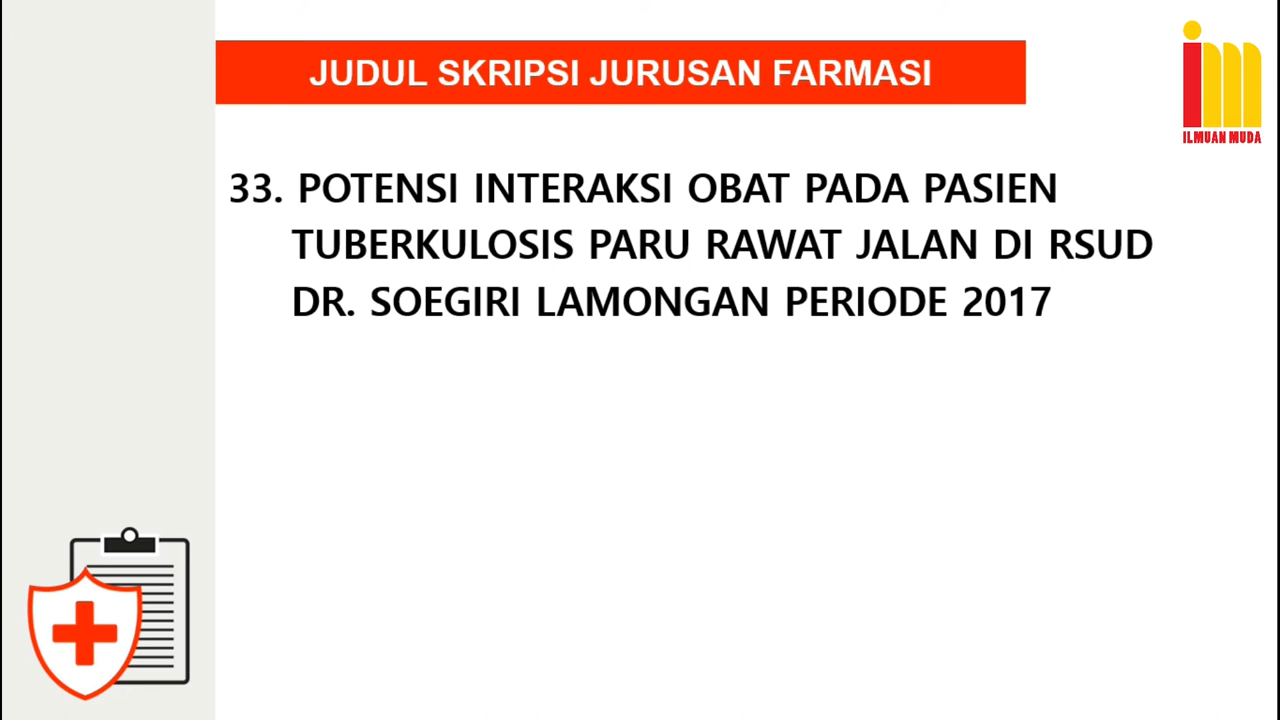 JUDUL SKRIPSI JURUSAN FARMASI
ILMUAN MUDA
33. POTENSI INTERAKSI OBAT PADA PASIEN
TUBERKULOSIS PARU RAWAT JALAN DI RSUD
DR. SOEGIRI LAMONGAN PERIODE 2017